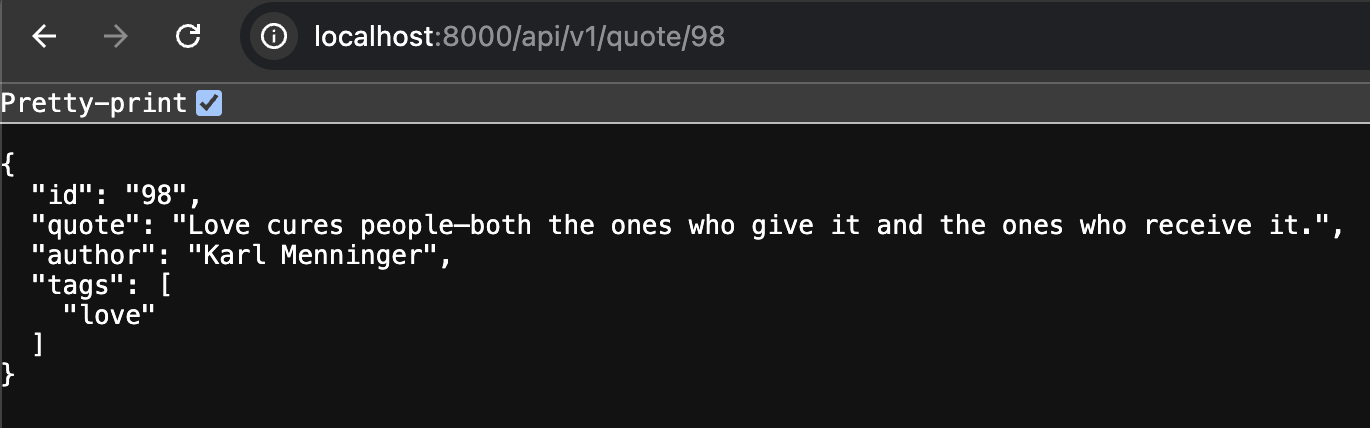 localhost:8000/api/v1/quote/98
Pretty-print
{
  "id": "98",
  "quote": "Love cures people—both the ones who give it and the ones who receive it.",
  "author": "Karl Menninger",
  "tags": [
    "love"
  ]
}